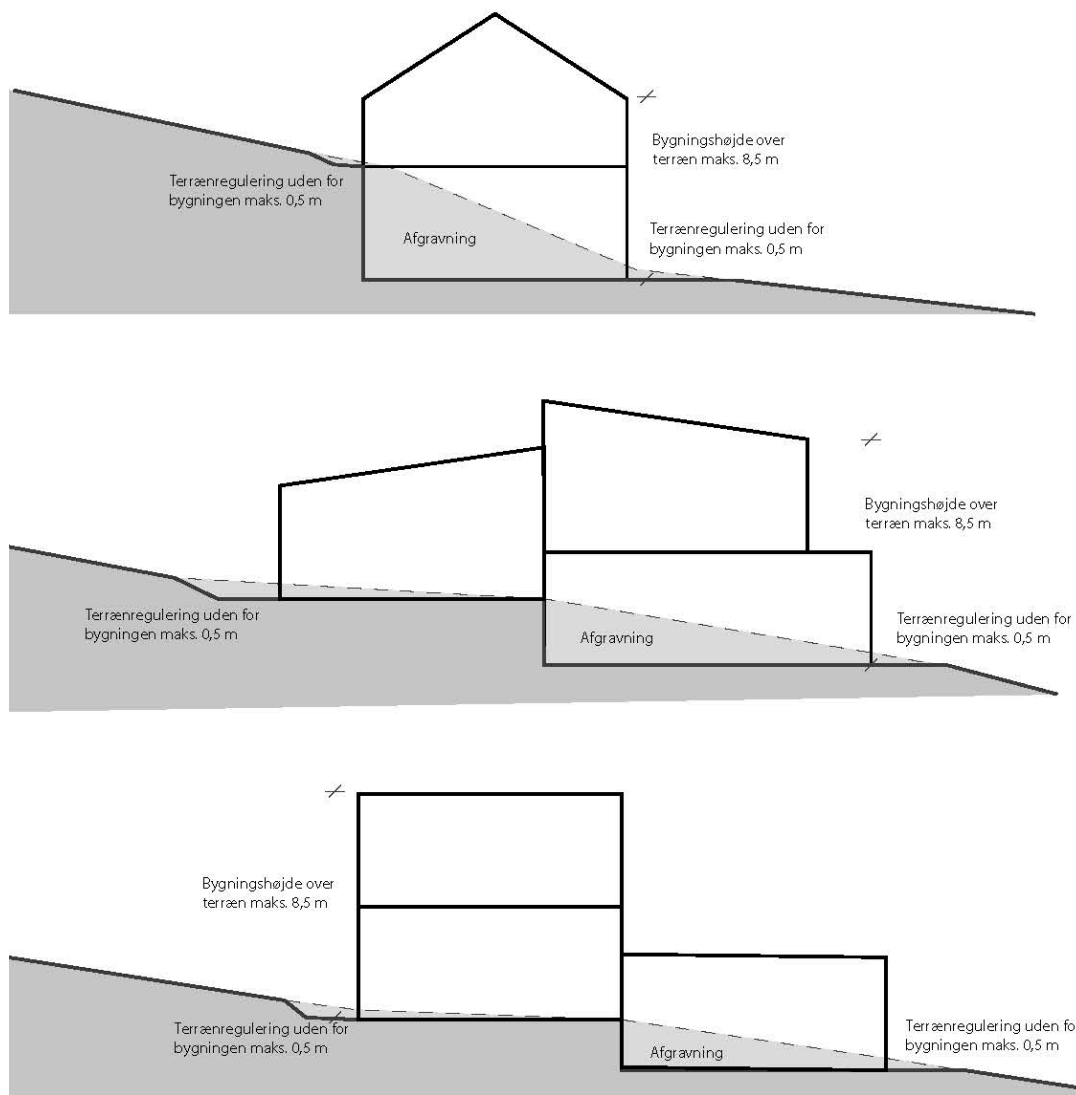 Bygningshøjde over
terræn maks. 8,5 m
Terrænregulering uden for
bygningen maks. 0,5 m
Afgravning
Terrænregulering uden for
bygningen maks. 0,5 m
Bygningshøjde over
terræn maks. 8,5 m
Terrænregulering uden for
bygningen maks. 0,5 m
Afgravning
Terrænregulering uden for
bygningen maks. 0,5 m
Bygningshøjde over
terræn maks. 8,5 m
Terrænregulering uden for
bygningen maks. 0,5 m
Afgravning
Terrænregulering uden fo
bygningen maks. 0,5 m